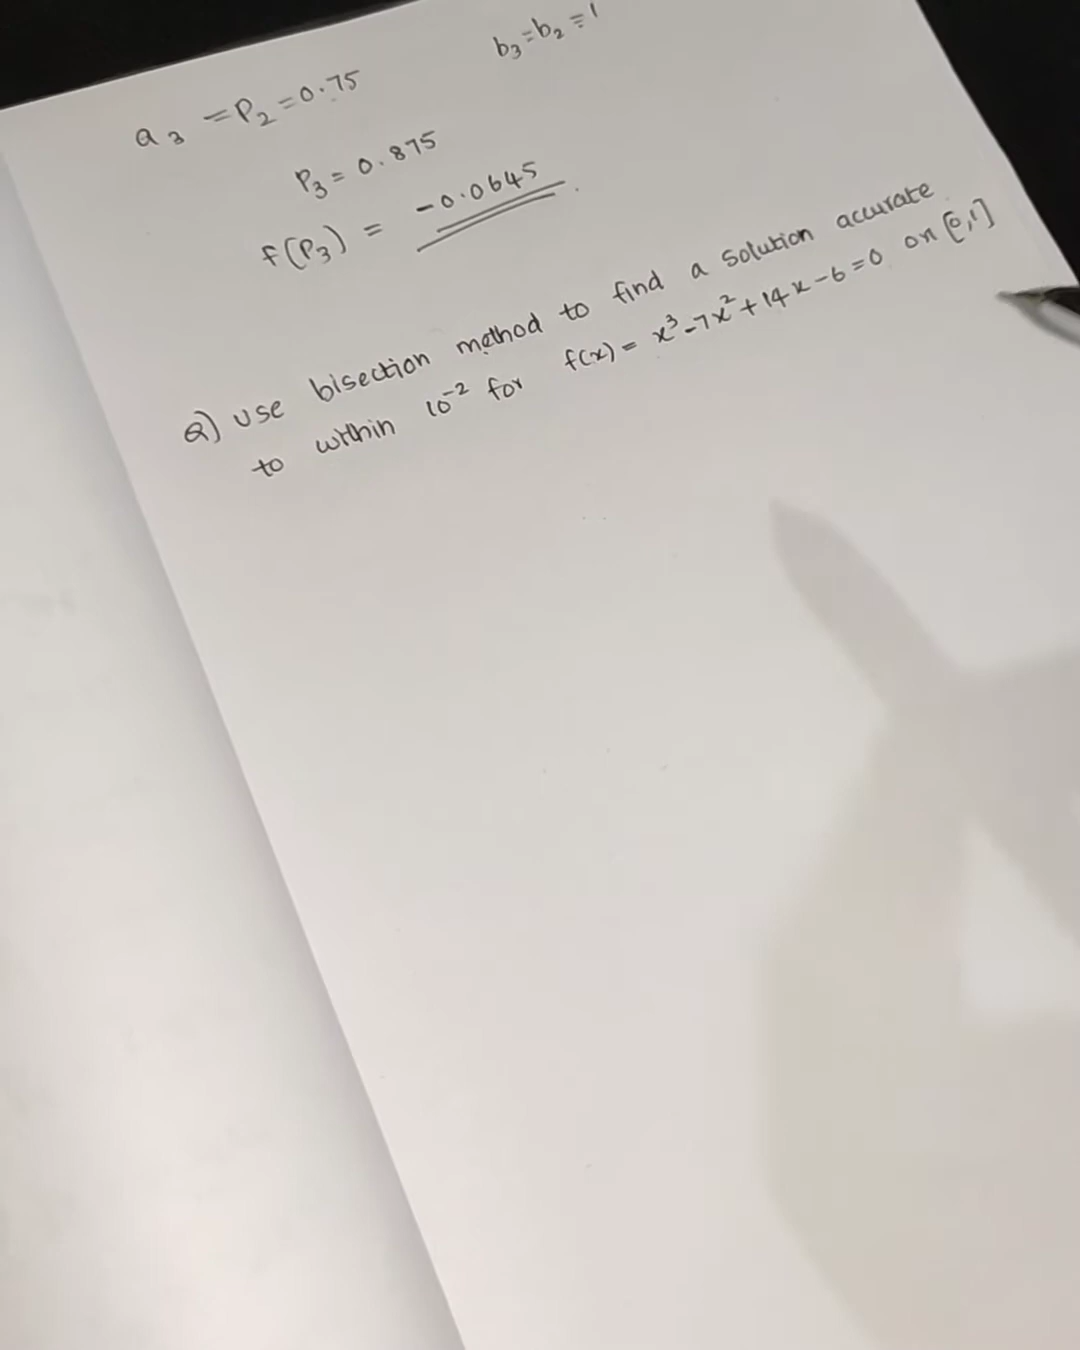 a₃ = P₂ = 0.75
b₃ = b₂ = 1
P₃ = 0.875
f(P₃) = -0.0645
Q) use bisection method to find a solution accurate
to within 10⁻² for f(x) = x³-7x²+14x-6=0 on [0,1]